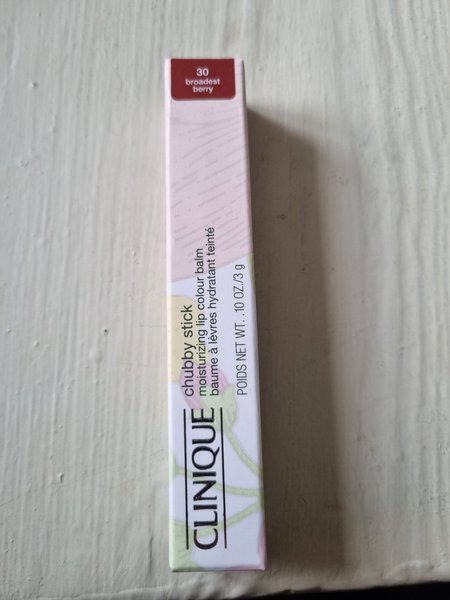 30
broadest
berry
CLINIQUE
chubby stick
moisturizing lip colour balm
baume à lèvres hydratant teinté
POIDS NET WT. .10 OZ./3 g